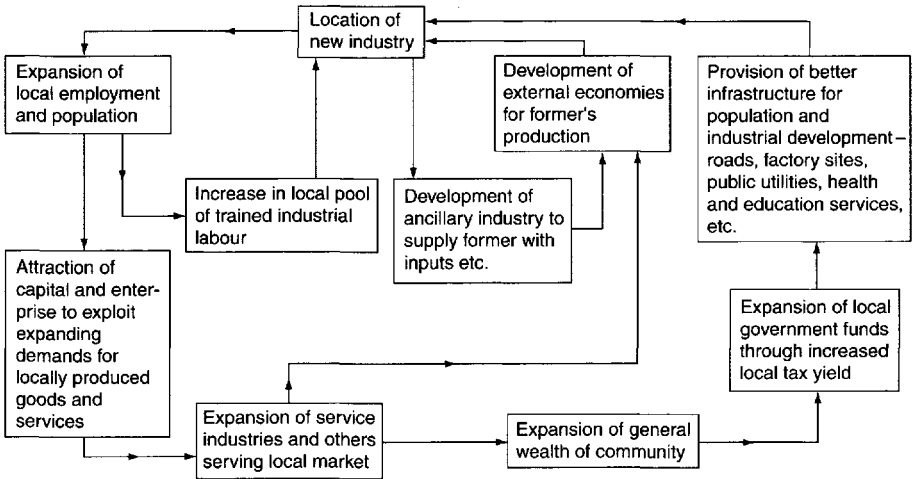 Location of
new industry
Expansion of
local employment
and population
Development of
external economies
for former's
production
Provision of better
infrastructure for
population and
industrial development–
roads, factory sites,
public utilities, health
and education services,
etc.
Increase in local pool
of trained industrial
labour
Development of
ancillary industry to
supply former with
inputs etc.
Attraction of
capital and enter-
prise to exploit
expanding
demands for
locally produced
goods and
services
Expansion of local
government funds
through increased
local tax yield
Expansion of service
industries and others
serving local market
Expansion of general
wealth of community